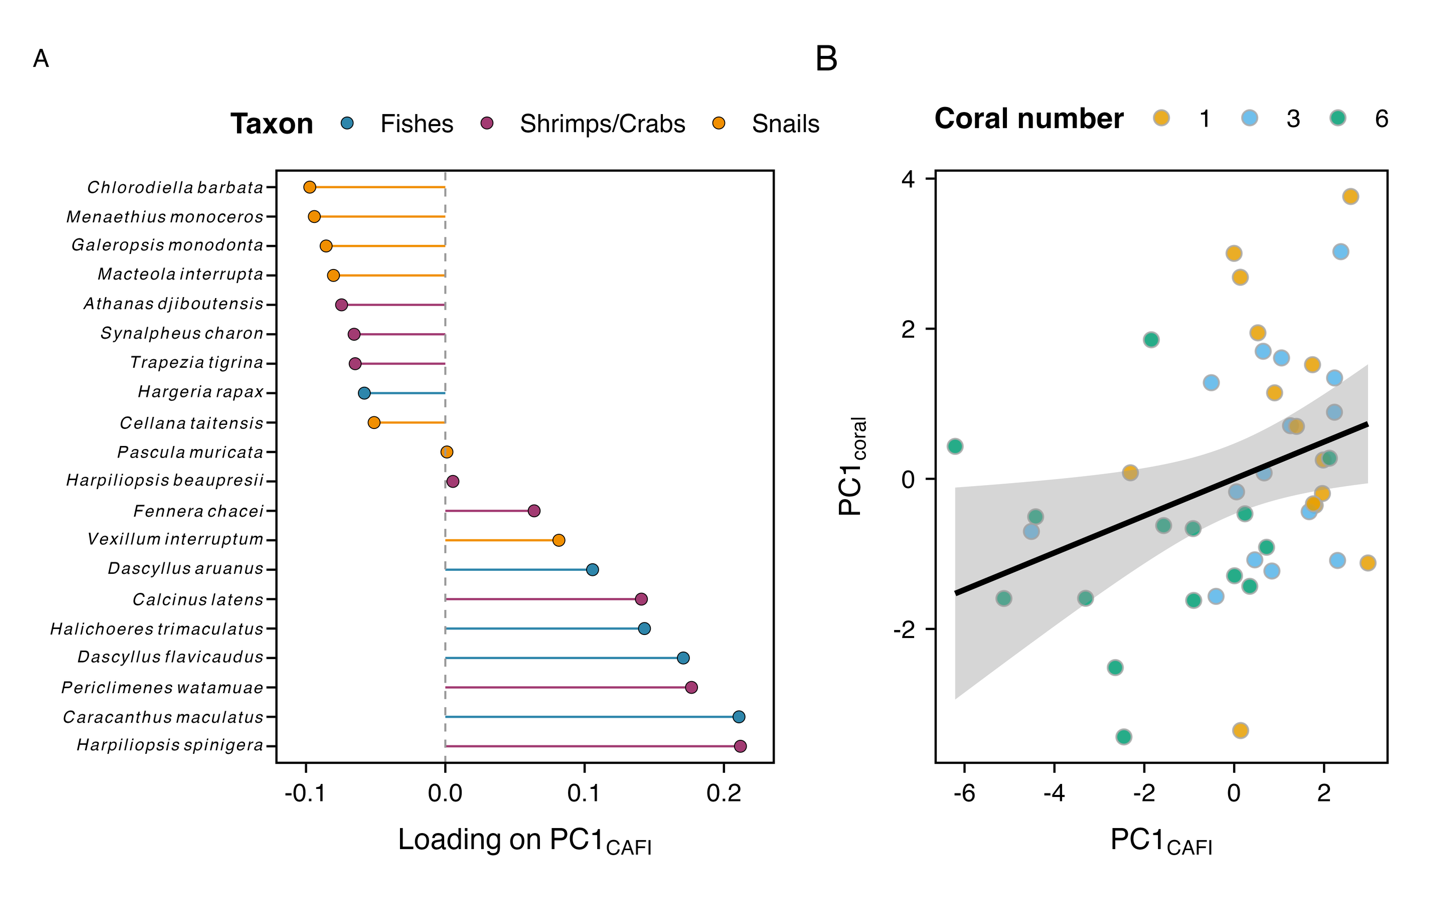 A
B
Taxon Fishes Shrimps/Crabs Snails
Coral number 1 3 6
Chlorodiella barbata
Menaethius monoceros
Galeropsis monodonta
Macteola interrupta
Athanas djiboutensis
Synalpheus charon
Trapezia tigrina
Hargeria rapax
Cellana taitensis
Pascula muricata
Harpiliopsis beaupresii
Fennera chacei
Vexillum interruptum
Dascyllus aruanus
Calcinus latens
Halichoeres trimaculatus
Dascyllus flavicaudus
Periclimenes watamuae
Caracanthus maculatus
Harpiliopsis spinigera
-0.1 0.0 0.1 0.2
Loading on PC1CAFI
PC1coral
4
2
0
-2
-6 -4 -2 0 2
PC1CAFI